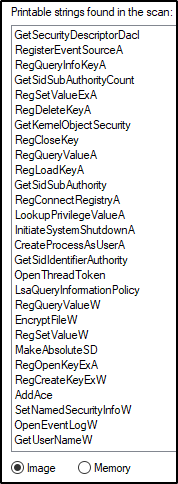 Printable strings found in the scan:
GetSecurityDescriptorDacl
RegisterEventSourceA
RegQueryInfoKeyA
GetSidSubAuthorityCount
RegSetValueExA
RegDeleteKeyA
GetKernelObjectSecurity
RegCloseKey
RegQueryValueA
RegLoadKeyA
GetSidSubAuthority
RegConnectRegistryA
LookupPrivilegeValueA
InitiateSystemShutdownA
CreateProcessAsUserA
GetSidIdentifierAuthority
OpenThreadToken
LsaQueryInformationPolicy
RegQueryValueW
EncryptFileW
RegSetValueW
MakeAbsoluteSD
RegOpenKeyExA
RegCreateKeyExW
AddAce
SetNamedSecurityInfoW
OpenEventLogW
GetUserNameW
Image Memory